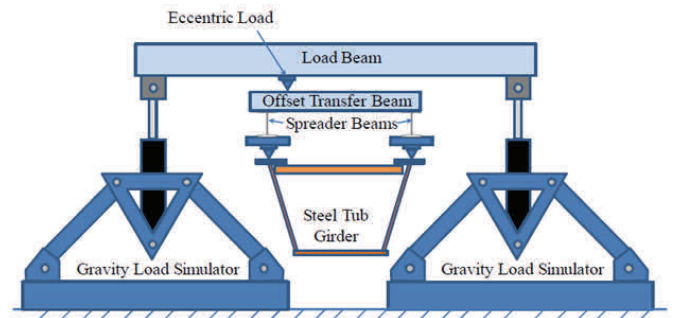 Eccentric Load
Load Beam
Offset Transfer Beam
Spreader Beams
Steel Tub
Girder
Gravity Load Simulator
Gravity Load Simulator